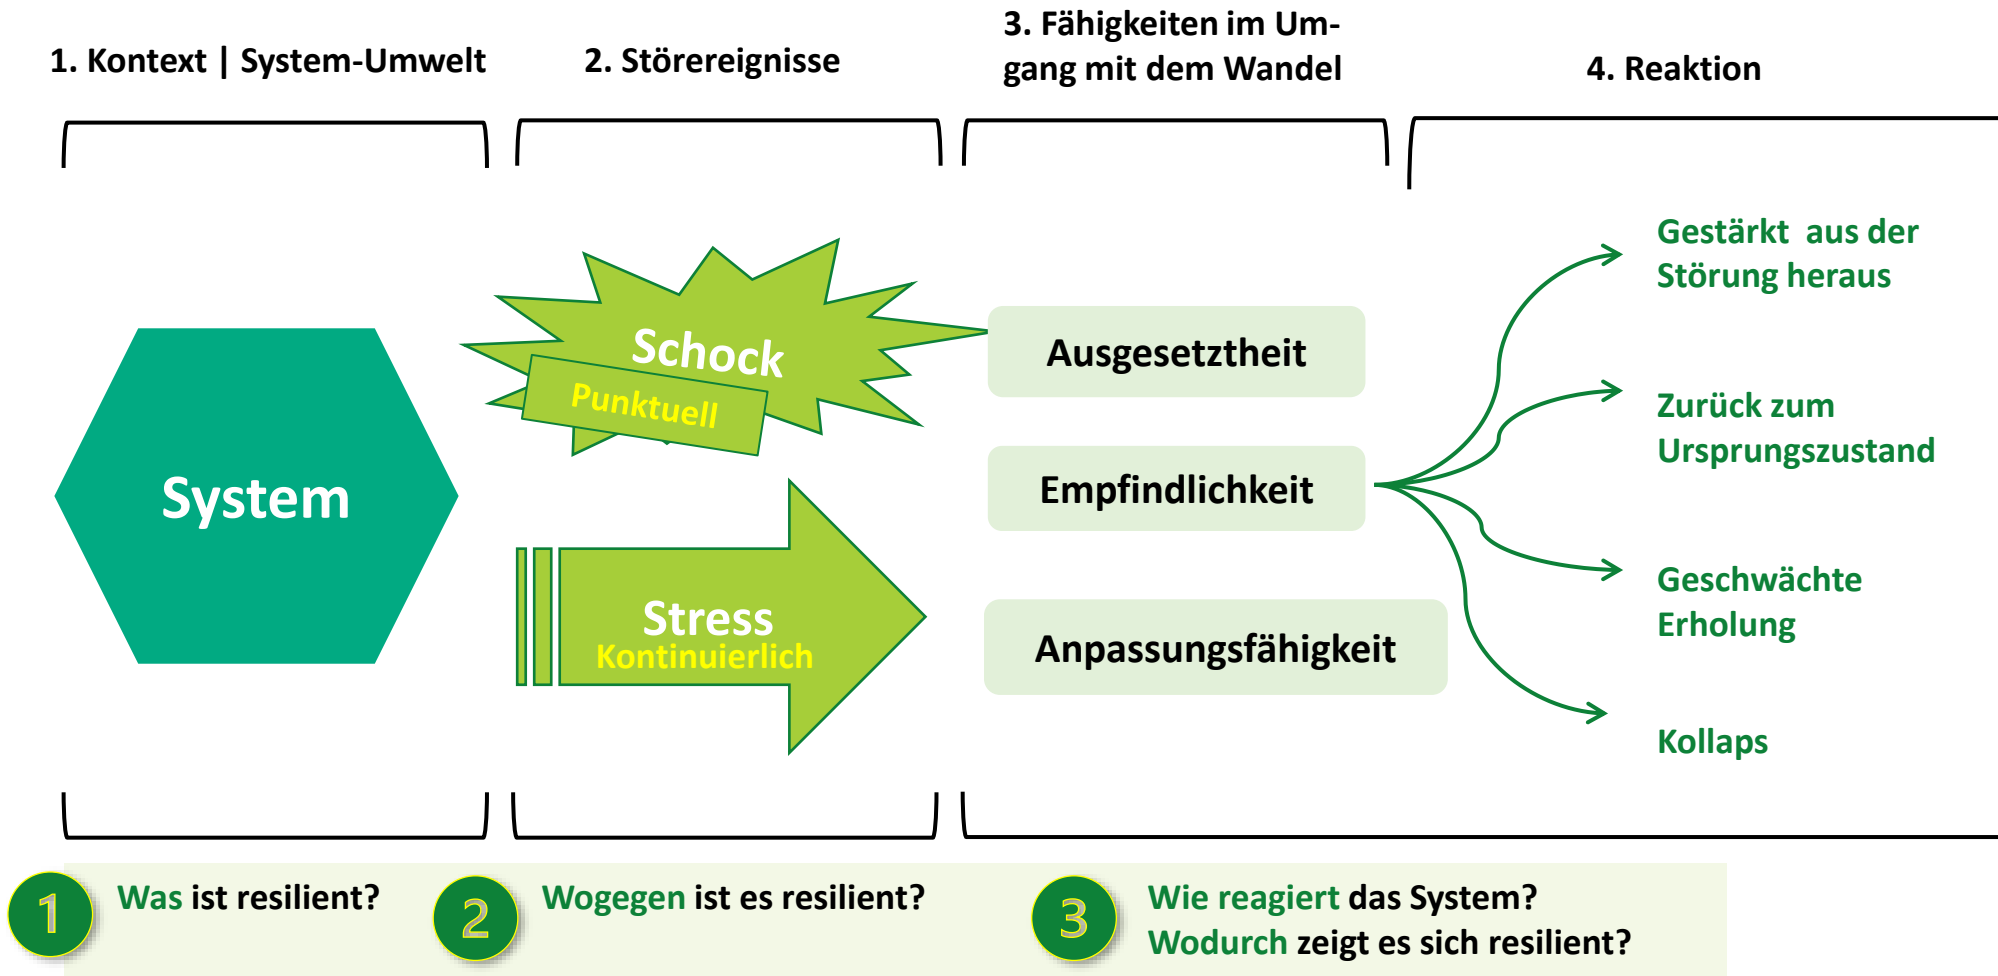 1. Kontext | System-Umwelt
2. Störereignisse
3. Fähigkeiten im Um-
gang mit dem Wandel
4. Reaktion
System
Schock
Punktuell
Stress
Kontinuierlich
Ausgesetztheit
Empfindlichkeit
Anpassungsfähigkeit
Gestärkt aus der
Störung heraus
Zurück zum
Ursprungszustand
Geschwächte
Erholung
Kollaps
1
Was ist resilient?
2
Wogegen ist es resilient?
3
Wie reagiert das System?
Wodurch zeigt es sich resilient?